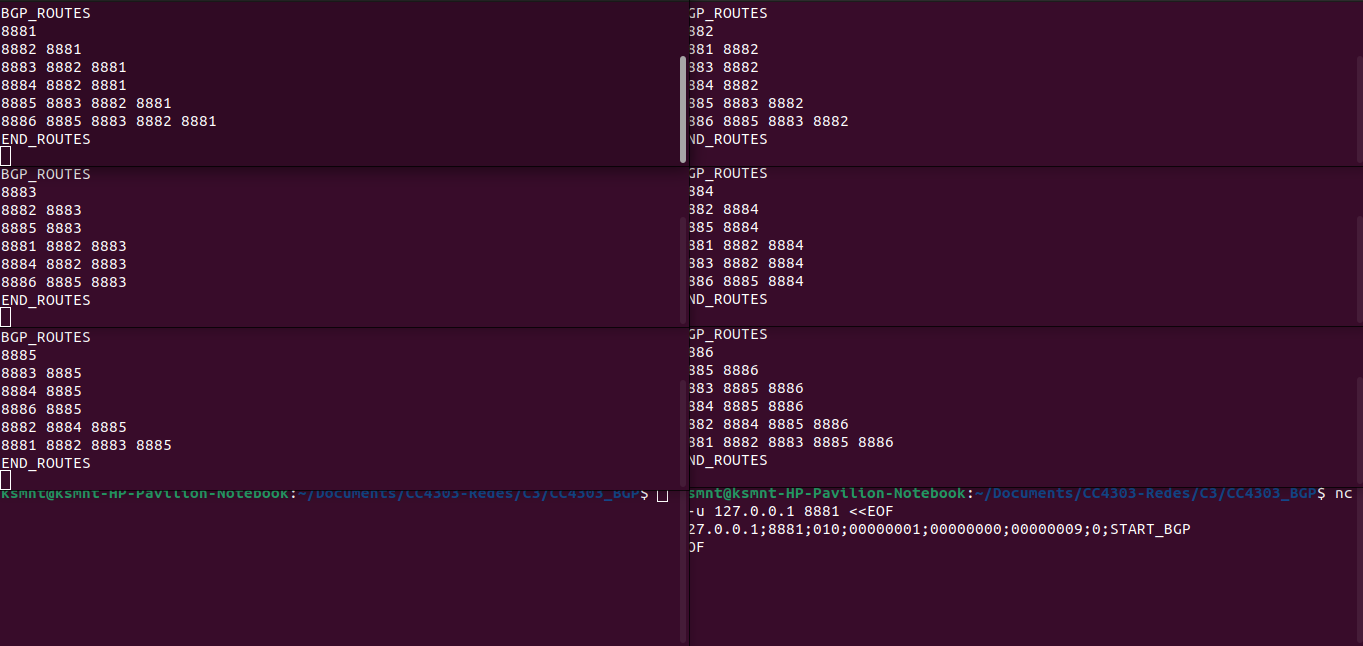 BGP_ROUTES
8881
8882 8881
8883 8882 8881
8884 8882 8881
8885 8883 8882 8881
8886 8885 8883 8882 8881
END_ROUTES
GP_ROUTES
882
881 8882
883 8882
884 8882
885 8883 8882
886 8885 8883 8882
ND_ROUTES
BGP_ROUTES
8883
8882 8883
8885 8883
8881 8882 8883
8884 8882 8883
8886 8885 8883
END_ROUTES
GP_ROUTES
884
882 8884
885 8884
881 8882 8884
883 8882 8884
886 8885 8884
ND_ROUTES
BGP_ROUTES
8885
8883 8885
8884 8885
8886 8885
8882 8884 8885
8881 8882 8883 8885
END_ROUTES
GP_ROUTES
886
885 8886
883 8885 8886
884 8885 8886
882 8884 8885 8886
881 8882 8883 8885 8886
ND_ROUTES
ksmnt@ksmnt-HP-Pavilion-Notebook:~/Documents/CC4303-Redes/C3/CC4303_BGP$
smnt@ksmnt-HP-Pavilion-Notebook:~/Documents/CC4303-Redes/C3/CC4303_BGP$ nc
-u 127.0.0.1 8881 <<EOF
27.0.0.1;8881;010;00000001;00000000;00000009;0;START_BGP
OF